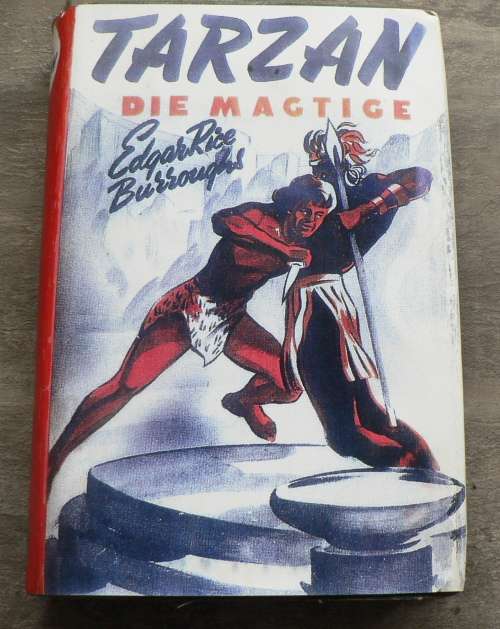 TARZAN
DIE MAGTIGE
Edgar Rice
Burroughs